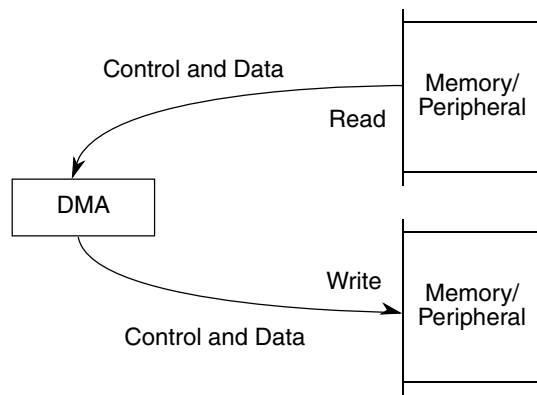 Control and Data
Memory/
Peripheral
Read
DMA
Write
Memory/
Peripheral
Control and Data